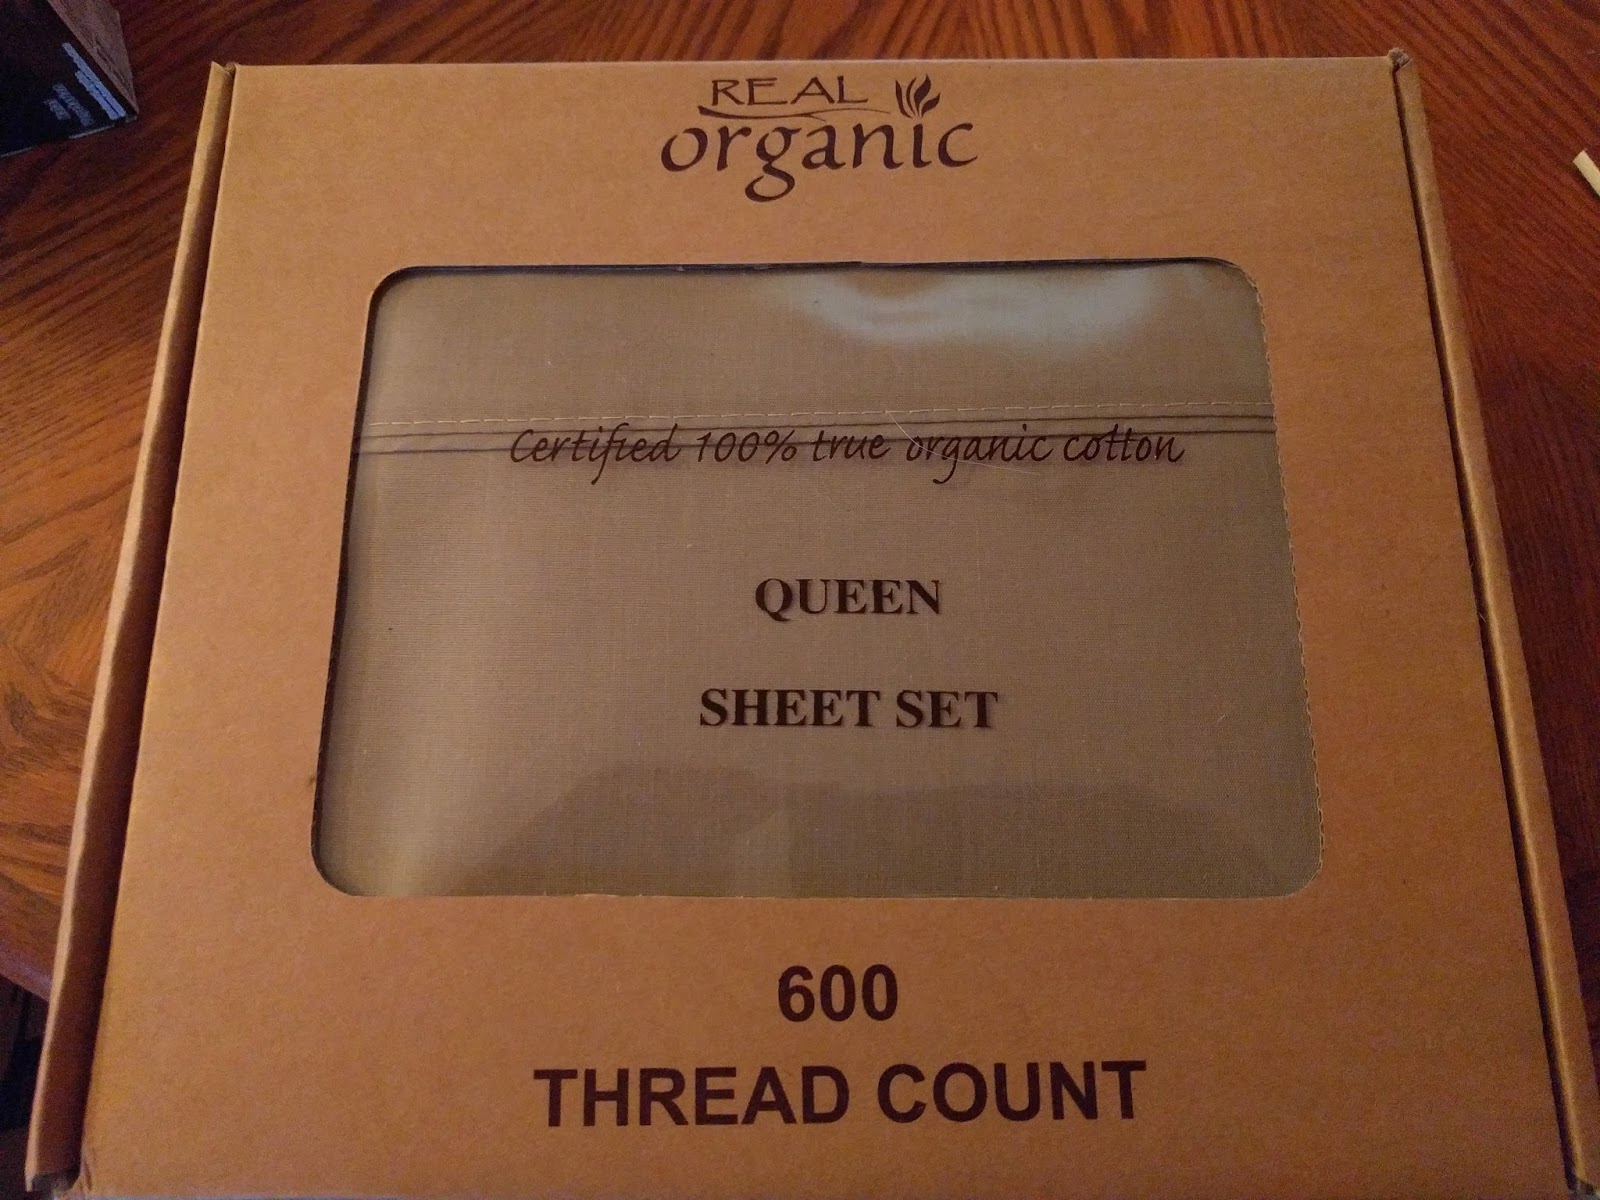 REAL
organic
Certified 100% true organic cotton
QUEEN
SHEET SET
600
THREAD COUNT